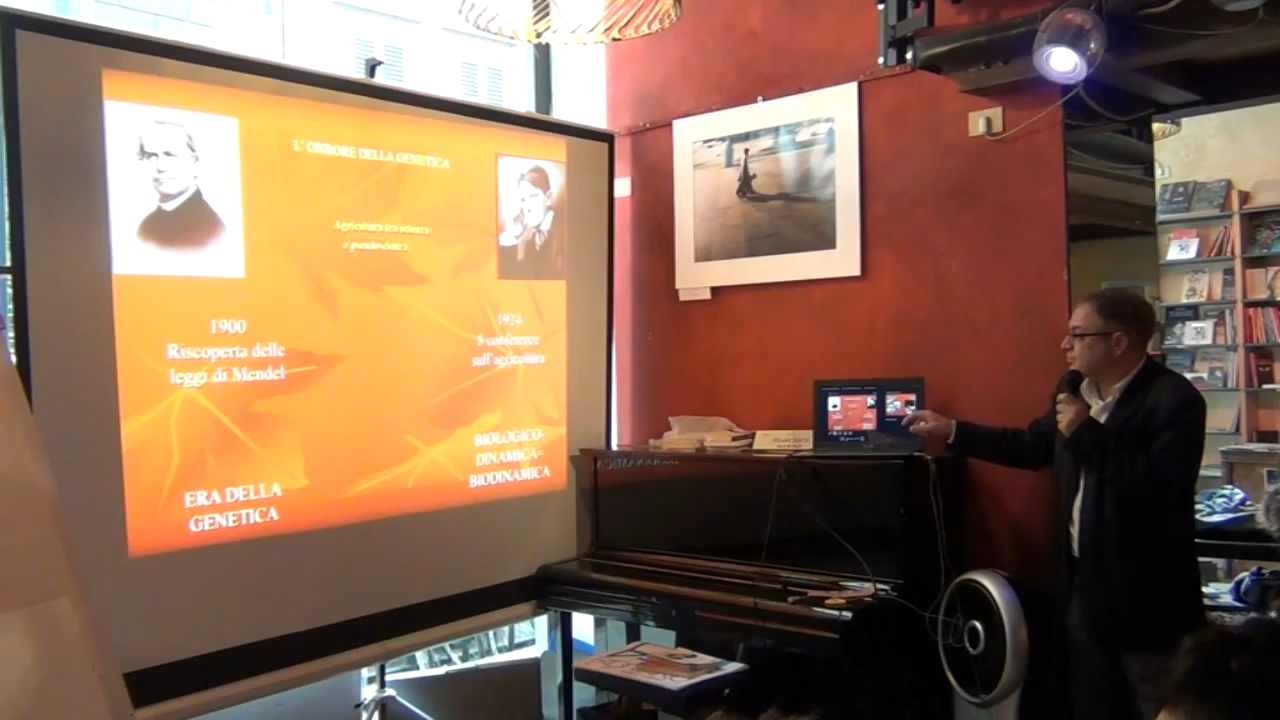 L' ORRORE DELLA GENETICA
Agricoltura tra scienza
e pseudoscienza
1900
Riscoperta delle
leggi di Mendel
1924
8 conferenze
sull'agricoltura
ERA DELLA
GENETICA
BIOLOGICO-
DINAMICA=
BIODINAMICA